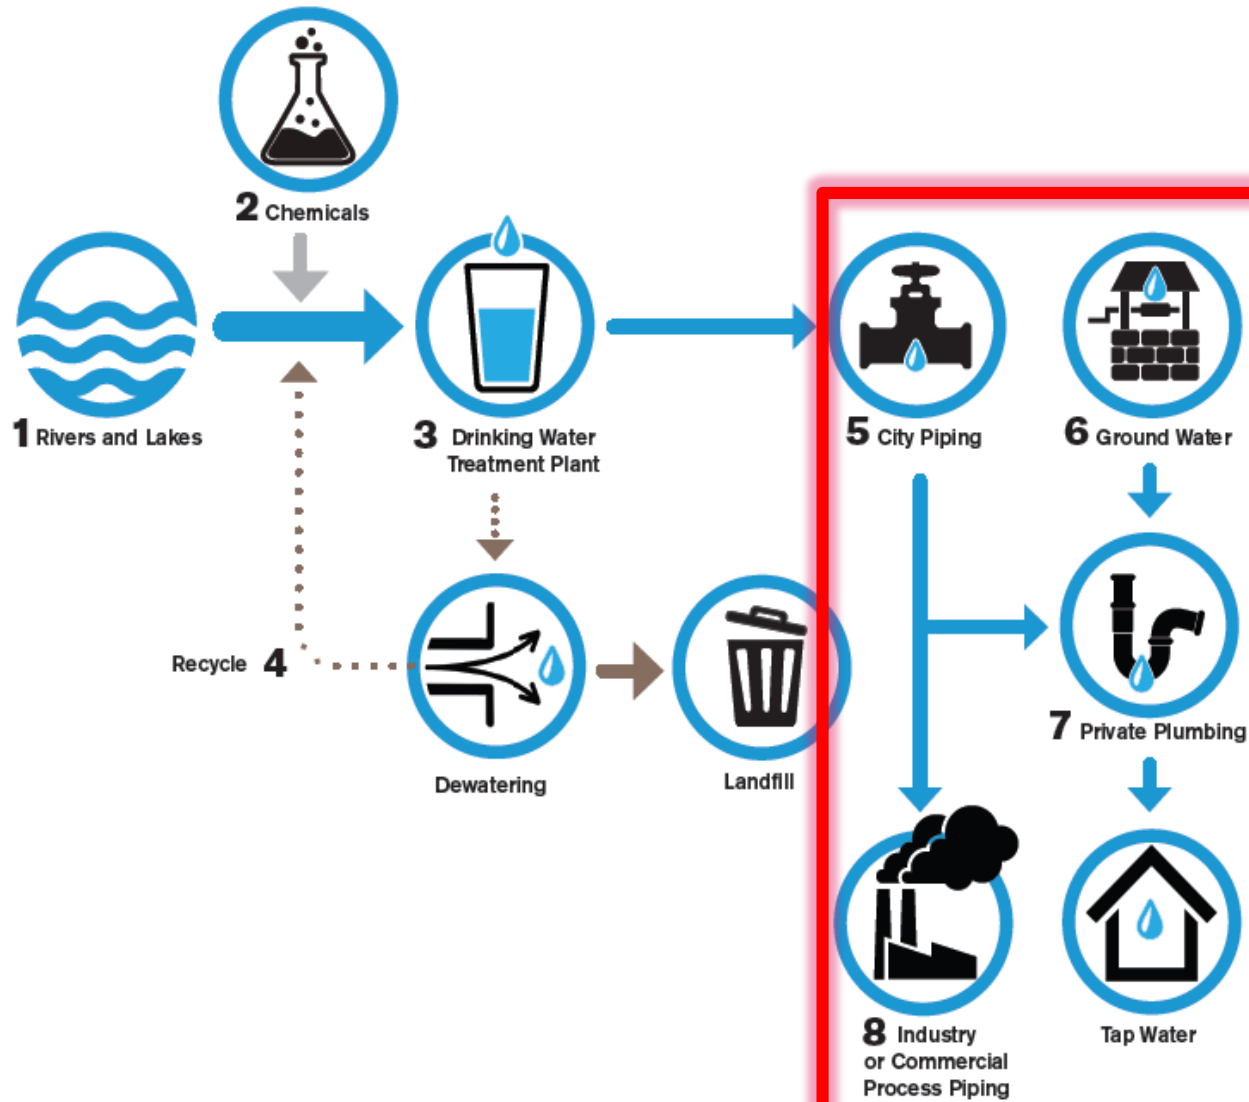 2 Chemicals
1 Rivers and Lakes
3 Drinking Water
Treatment Plant
5 City Piping
6 Ground Water
Recycle 4
7 Private Plumbing
Dewatering
Landfill
8 Industry
or Commercial
Process Piping
Tap Water